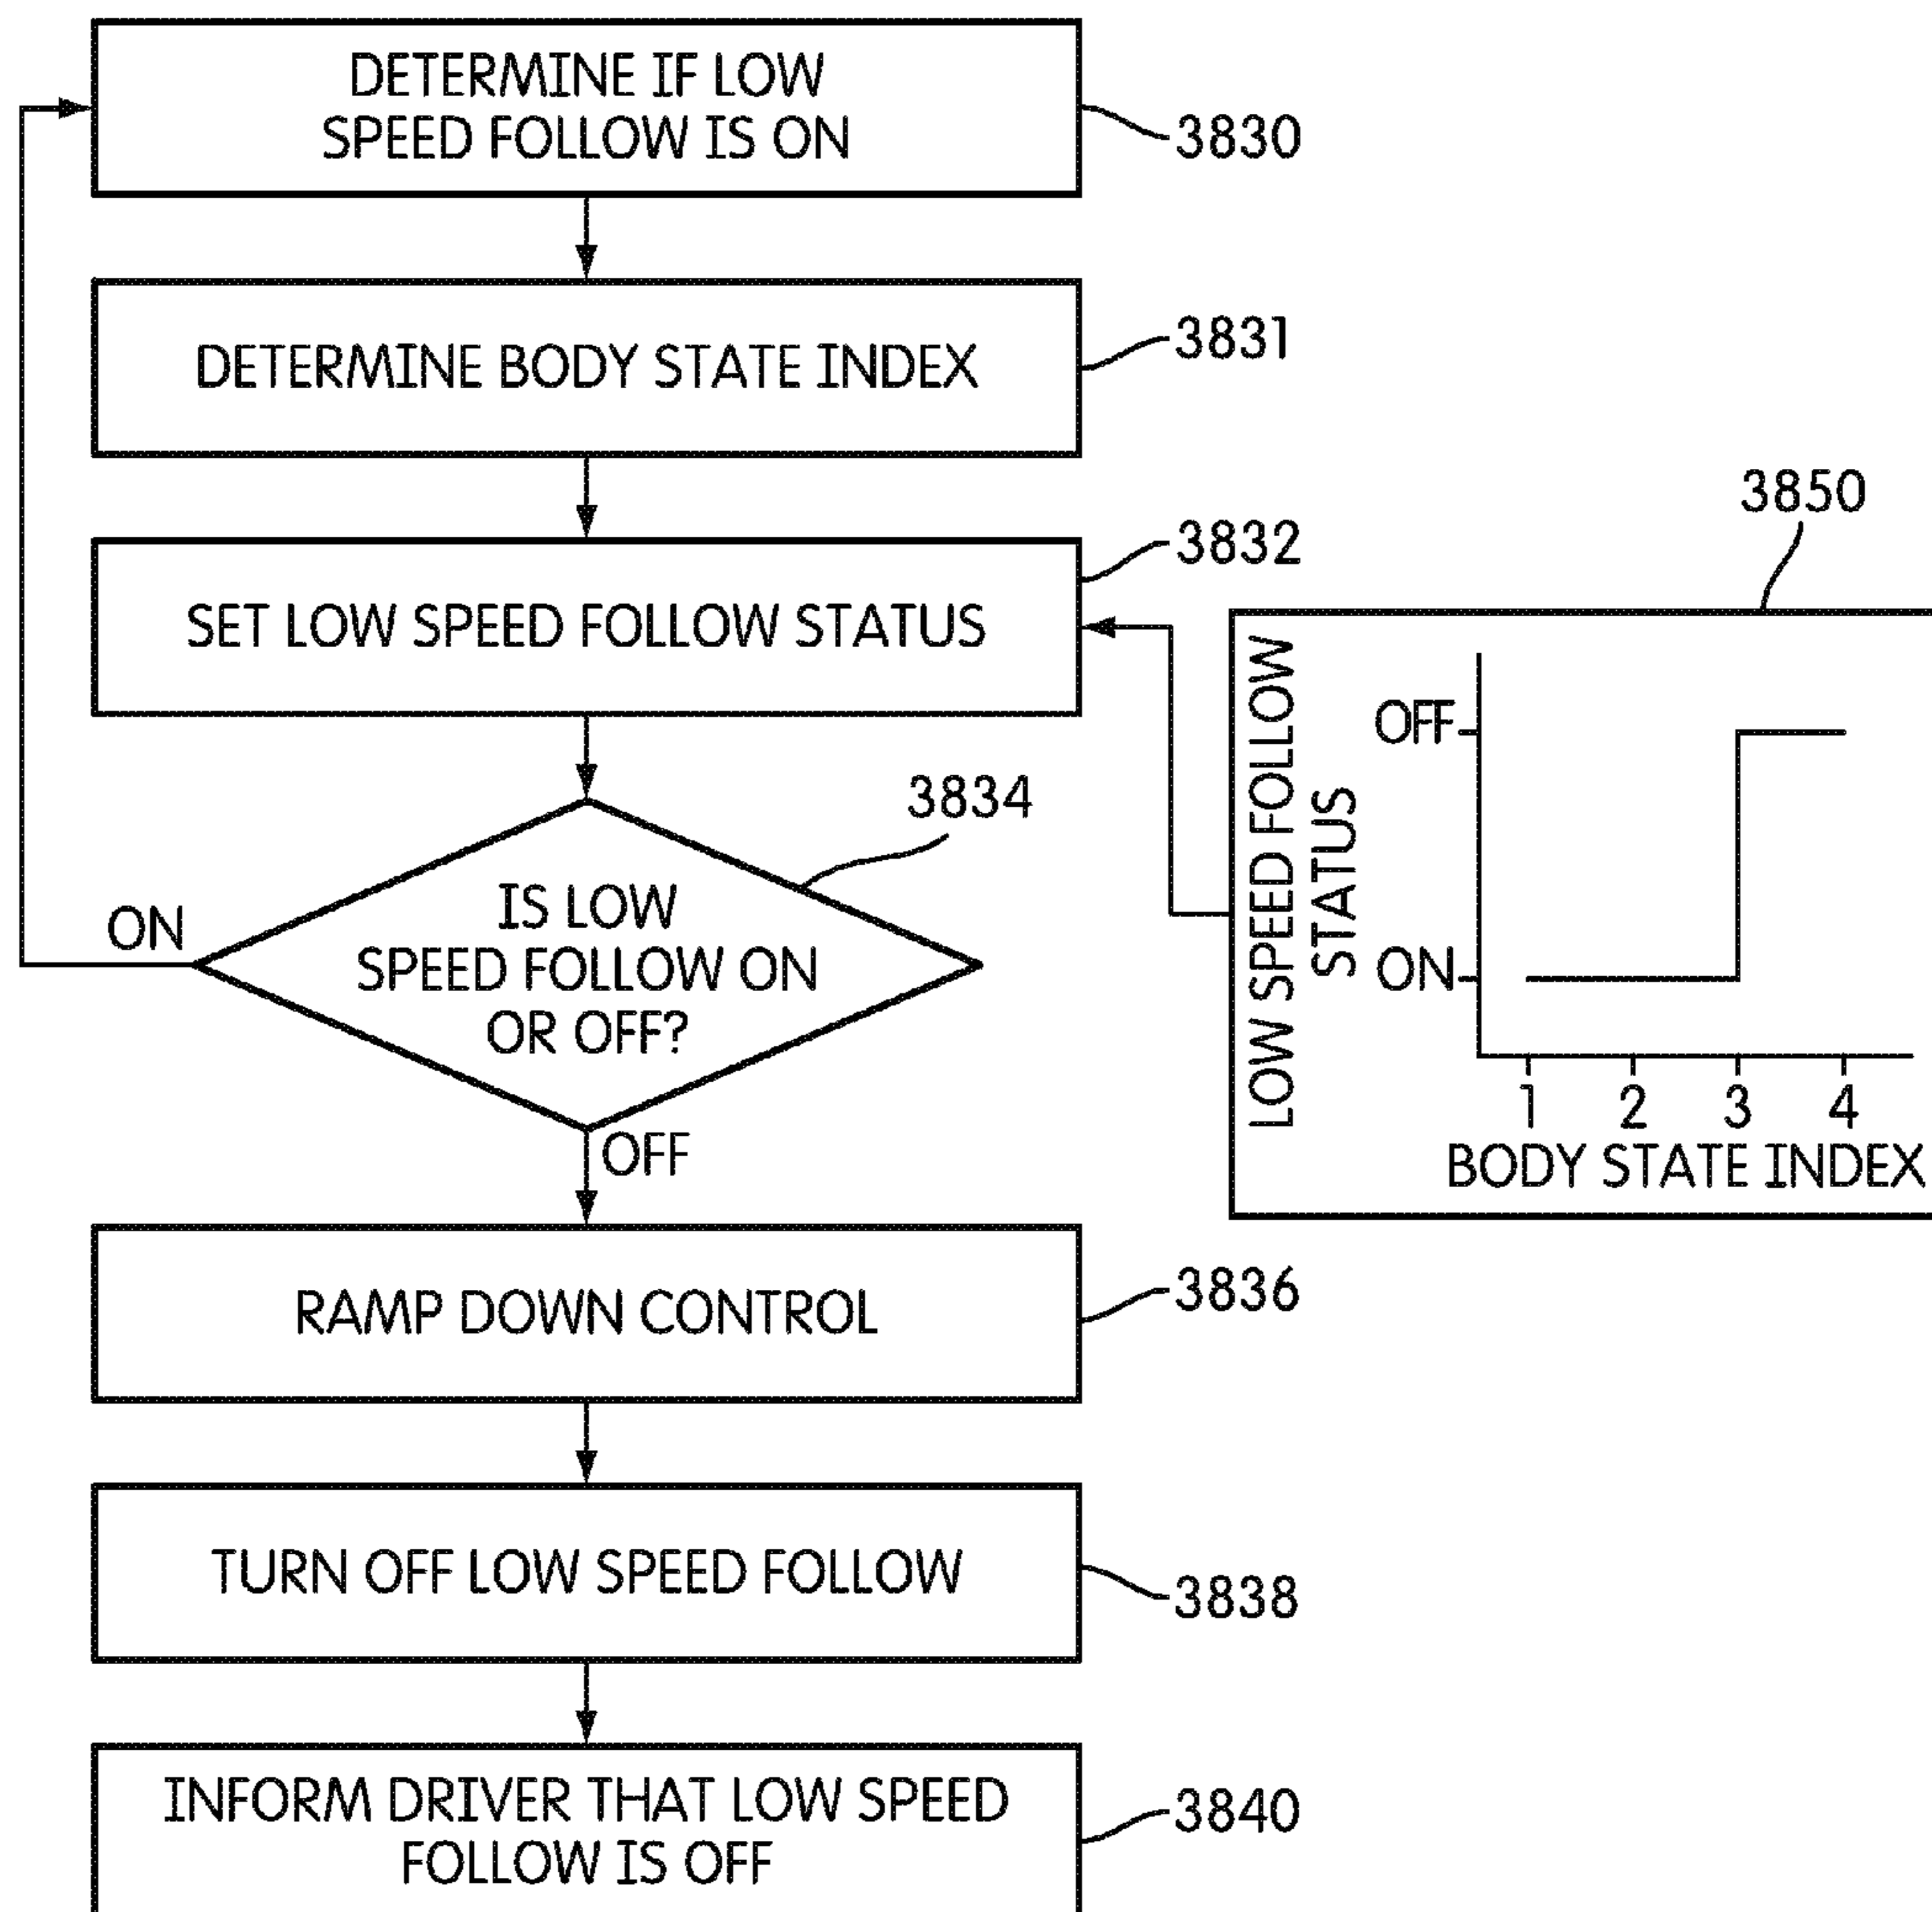 DETERMINE IF LOW
SPEED FOLLOW IS ON
3830
DETERMINE BODY STATE INDEX
3831
SET LOW SPEED FOLLOW STATUS
3832
3850
LOW SPEED FOLLOW
STATUS
OFF
ON
1 2 3 4
BODY STATE INDEX
3834
IS LOW
SPEED FOLLOW ON
OR OFF?
ON
OFF
RAMP DOWN CONTROL
3836
TURN OFF LOW SPEED FOLLOW
3838
INFORM DRIVER THAT LOW SPEED
FOLLOW IS OFF
3840